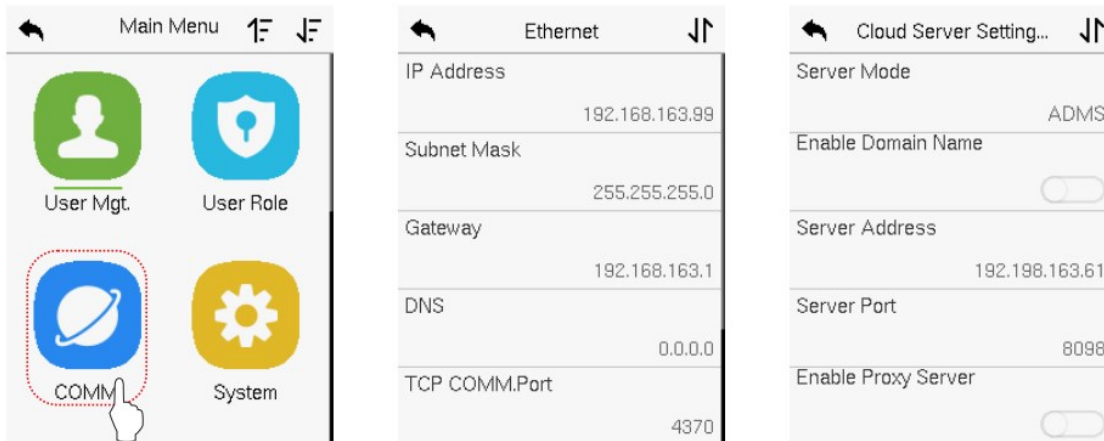 Main Menu
User Mgt.
User Role
COMM.
System
Ethernet
IP Address
192.168.163.99
Subnet Mask
255.255.255.0
Gateway
192.168.163.1
DNS
0.0.0.0
TCP COMM.Port
4370
Cloud Server Setting...
Server Mode
ADMS
Enable Domain Name
Server Address
192.198.163.61
Server Port
8098
Enable Proxy Server